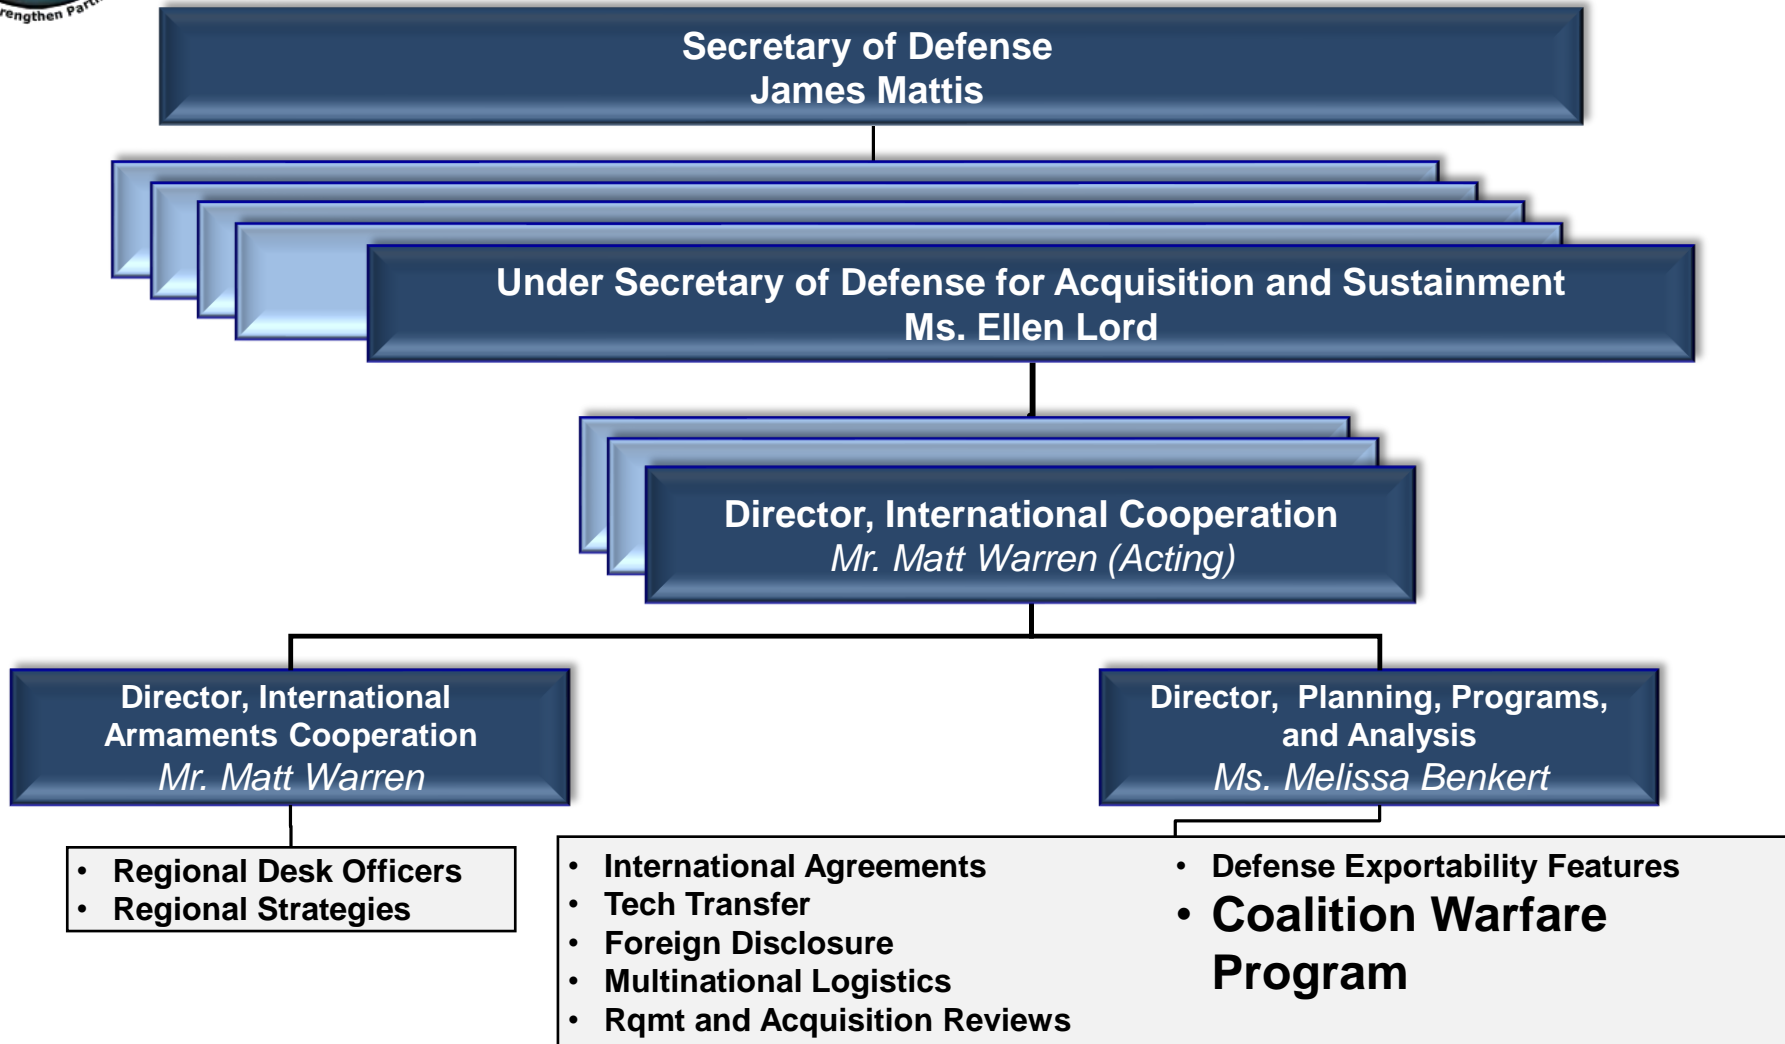 rengthen Part
Secretary of Defense
James Mattis
Under Secretary of Defense for Acquisition and Sustainment
Ms. Ellen Lord
Director, International Cooperation
Mr. Matt Warren (Acting)
Director, International
Armaments Cooperation
Mr. Matt Warren
Director, Planning, Programs,
and Analysis
Ms. Melissa Benkert
• Regional Desk Officers
• Regional Strategies
• International Agreements
• Tech Transfer
• Foreign Disclosure
• Multinational Logistics
• Rqmt and Acquisition Reviews
• Defense Exportability Features
• Coalition Warfare
Program